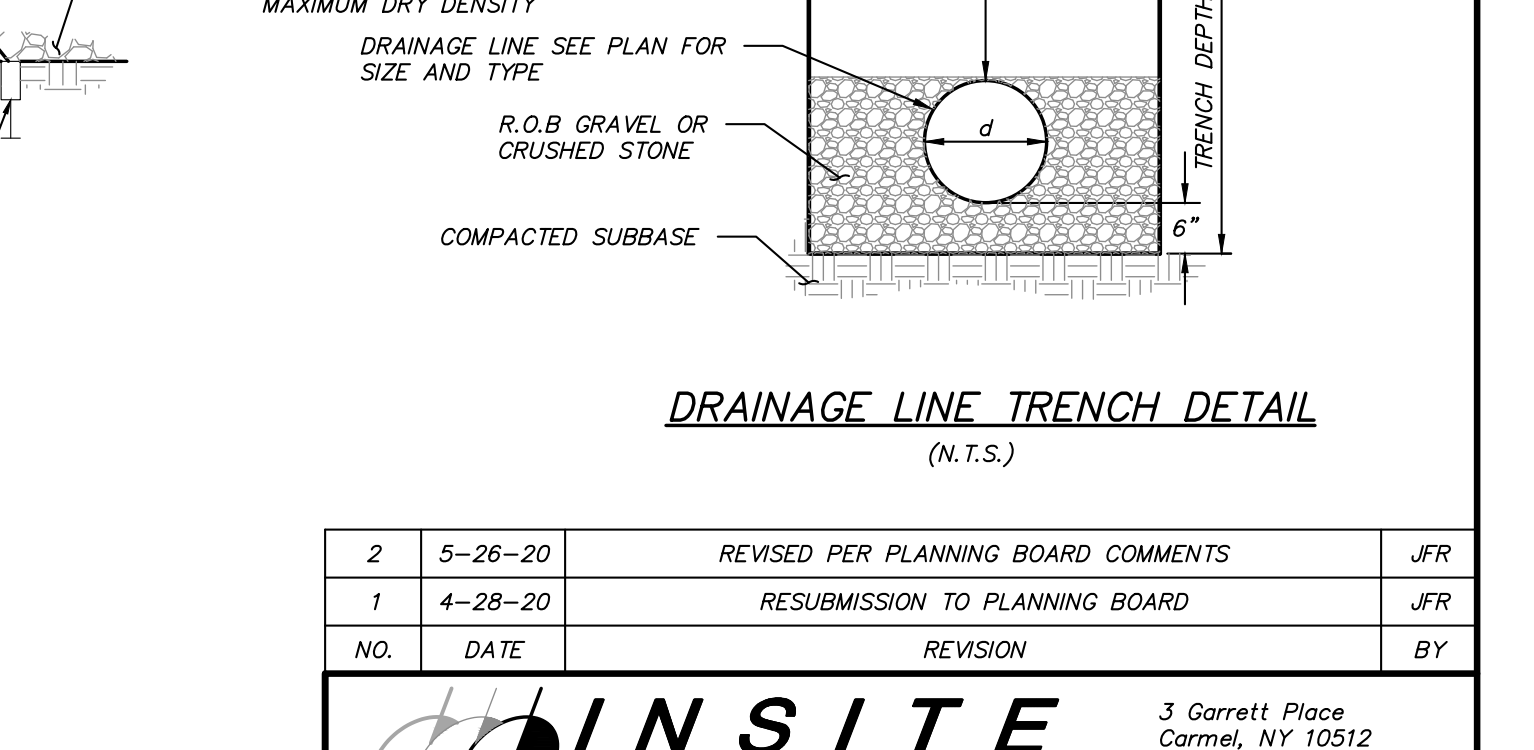 MAXIMUM DRY DENSITY
DRAINAGE LINE SEE PLAN FOR
SIZE AND TYPE
R.O.B GRAVEL OR
CRUSHED STONE
COMPACTED SUBBASE
d
TRENCH DEPTH
6"
DRAINAGE LINE TRENCH DETAIL
(N.T.S.)
2 5-26-20 REVISED PER PLANNING BOARD COMMENTS JFR
1 4-28-20 RESUBMISSION TO PLANNING BOARD JFR
NO. DATE REVISION BY
INSITE
3 Garrett Place
Carmel, NY 10512